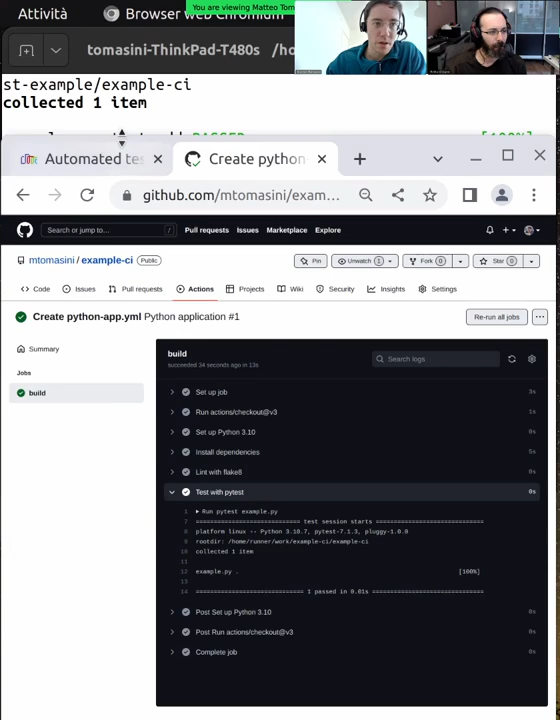 Attività
Browser web Chromium
You are viewing Matteo Tom
tomasini-ThinkPad-T480s
st-example/example-ci
collected 1 item
PASSED [100%]
Automated tes
Create python
github.com/mtomasini/exam...
Search or jump to... /
Pull requests Issues Marketplace Explore
mtomasini / example-ci Public
Pin Unwatch 1 Fork 0 Star 0
Code Issues Pull requests Actions Projects Wiki Security Insights Settings
Create python-app.yml Python application #1
Re-run all jobs ...
Summary
Jobs
build
build
succeeded 34 seconds ago in 13s
Search logs
Set up job 3s
Run actions/checkout@v3 1s
Set up Python 3.10 0s
Install dependencies 5s
Lint with flake8 0s
Test with pytest 0s
1 ▶ Run pytest example.py
7 ============================ test session starts ============================
8 platform linux -- Python 3.10.7, pytest-7.1.3, pluggy-1.0.0
9 rootdir: /home/runner/work/example-ci/example-ci
10 collected 1 item
11
12 example.py . [100%]
13
14 ============================= 1 passed in 0.01s =============================
Post Set up Python 3.10 0s
Post Run actions/checkout@v3 0s
Complete job 0s